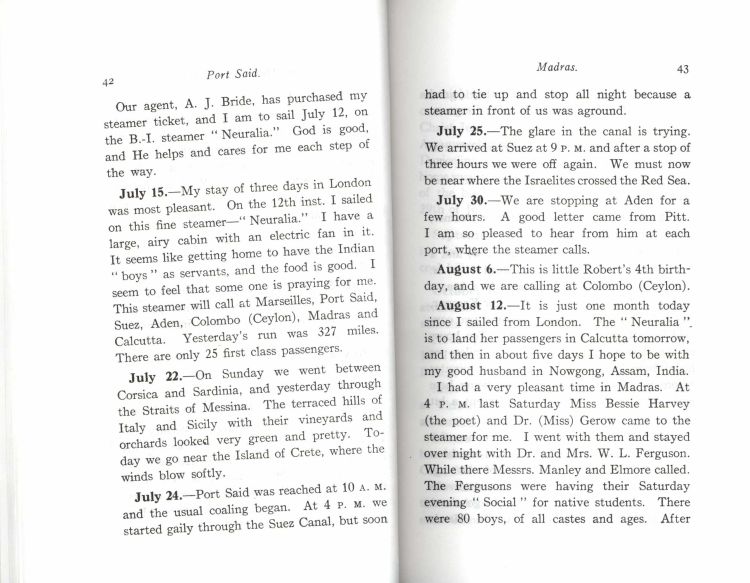 42
Port Said.
Our agent, A. J. Bride, has purchased my
steamer ticket, and I am to sail July 12, on
the B.-I. steamer “ Neuralia.” God is good,
and He helps and cares for me each step of
the way.
July 15.—My stay of three days in London
was most pleasant. On the 12th inst. I sailed
on this fine steamer—“ Neuralia.” I have a
large, airy cabin with an electric fan in it.
It seems like getting home to have the Indian
“ boys ” as servants, and the food is good. I
seem to feel that some one is praying for me.
This steamer will call at Marseilles, Port Said,
Suez, Aden, Colombo (Ceylon), Madras and
Calcutta. Yesterday’s run was 327 miles.
There are only 25 first class passengers.
July 22.—On Sunday we went between
Corsica and Sardinia, and yesterday through
the Straits of Messina. The terraced hills of
Italy and Sicily with their vineyards and
orchards looked very green and pretty. To-
day we go near the Island of Crete, where the
winds blow softly.
July 24.—Port Said was reached at 10 A. M.
and the usual coaling began. At 4 P. M. we
started gaily through the Suez Canal, but soon
Madras.
43
had to tie up and stop all night because a
steamer in front of us was aground.
July 25.—The glare in the canal is trying.
We arrived at Suez at 9 P. M. and after a stop of
three hours we were off again. We must now
be near where the Israelites crossed the Red Sea.
July 30.—We are stopping at Aden for a
few hours. A good letter came from Pitt.
I am so pleased to hear from him at each
port, where the steamer calls.
August 6.—This is little Robert’s 4th birth-
day, and we are calling at Colombo (Ceylon).
August 12.—It is just one month today
since I sailed from London. The “ Neuralia ”
is to land her passengers in Calcutta tomorrow,
and then in about five days I hope to be with
my good husband in Nowgong, Assam, India.
I had a very pleasant time in Madras. At
4 P. M. last Saturday Miss Bessie Harvey
(the poet) and Dr. (Miss) Gerow came to the
steamer for me. I went with them and stayed
over night with Dr. and Mrs. W. L. Ferguson.
While there Messrs. Manley and Elmore called.
The Fergusons were having their Saturday
evening “ Social ” for native students. There
were 80 boys, of all castes and ages. After